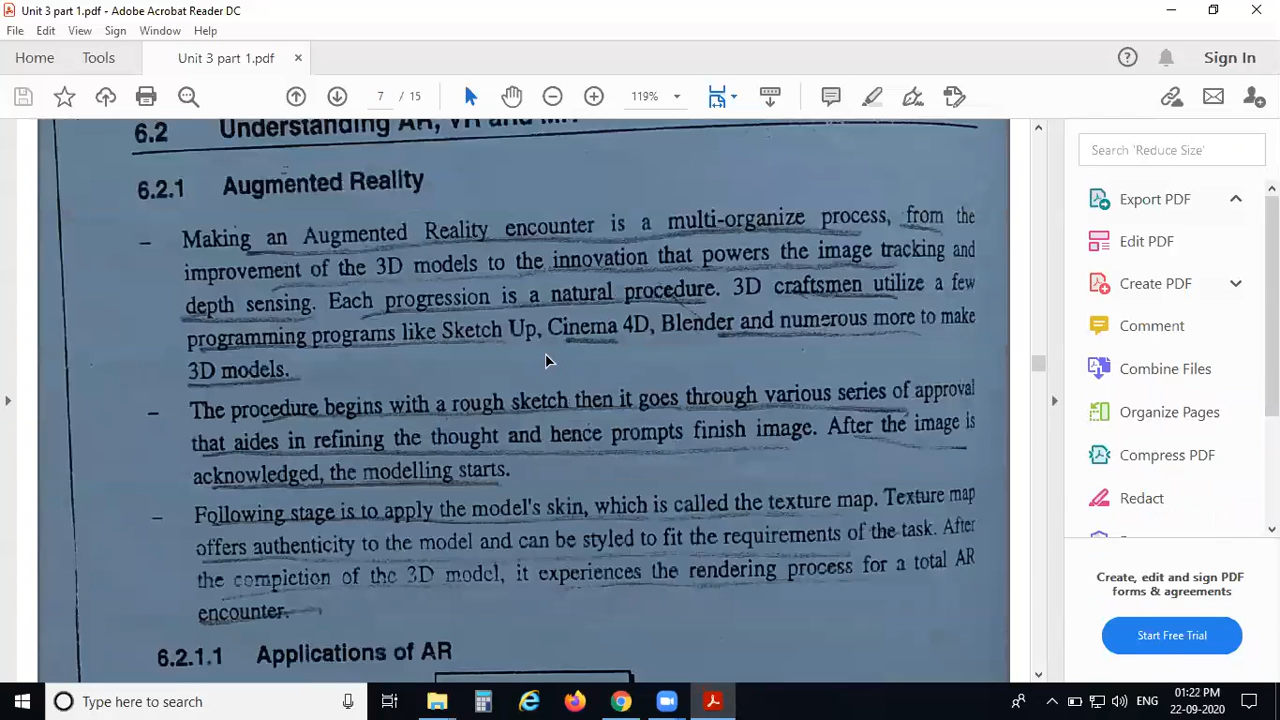 Unit 3 part 1.pdf - Adobe Acrobat Reader DC
File Edit View Sign Window Help
Home Tools Unit 3 part 1.pdf × Sign In
7 / 15 119%
6.2 Understanding AR, VR and
6.2.1 Augmented Reality
– Making an Augmented Reality encounter is a multi-organize process, from the
improvement of the 3D models to the innovation that powers the image tracking and
depth sensing. Each progression is a natural procedure. 3D craftsmen utilize a few
programming programs like Sketch Up, Cinema 4D, Blender and numerous more to make
3D models.
– The procedure begins with a rough sketch then it goes through various series of approval
that aides in refining the thought and hence prompts finish image. After the image is
acknowledged, the modelling starts.
– Following stage is to apply the model's skin, which is called the texture map. Texture map
offers authenticity to the model and can be styled to fit the requirements of the task. After
the completion of the 3D model, it experiences the rendering process for a total AR
encounter.
6.2.1.1 Applications of AR
Search 'Reduce Size'
Export PDF
Edit PDF
Create PDF
Comment
Combine Files
Organize Pages
Compress PDF
Redact
Create, edit and sign PDF
forms & agreements
Start Free Trial
Type here to search
ENG
01:22 PM
22-09-2020